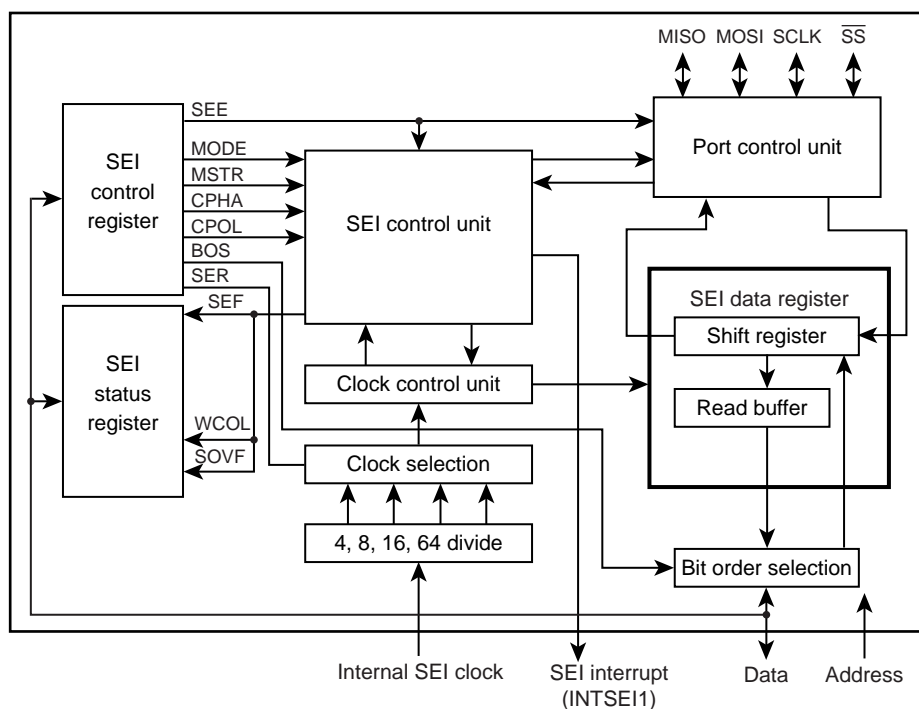 MISO MOSI SCLK SS
SEE
SEI
control
register
MODE
MSTR
CPHA
CPOL
BOS
SER
SEI control unit
Port control unit
SEF
SEI
status
register
WCOL
SOVF
SEI data register
Shift register
Read buffer
Clock control unit
Clock selection
4, 8, 16, 64 divide
Bit order selection
Internal SEI clock
SEI interrupt
(INTSEI1)
Data
Address